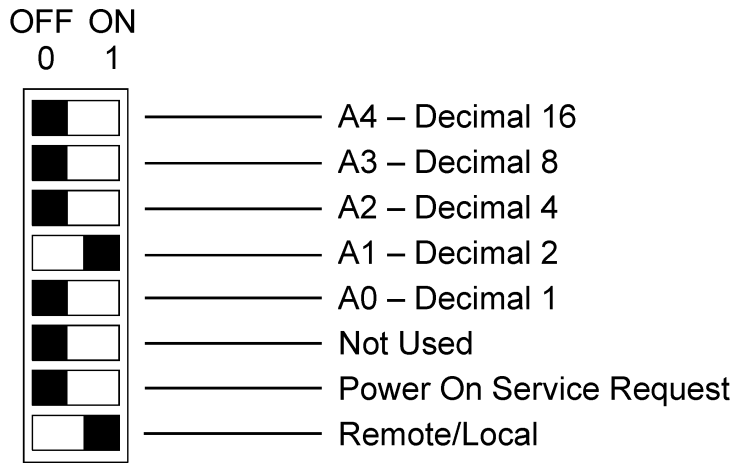 OFF ON
0 1
A4 – Decimal 16
A3 – Decimal 8
A2 – Decimal 4
A1 – Decimal 2
A0 – Decimal 1
Not Used
Power On Service Request
Remote/Local